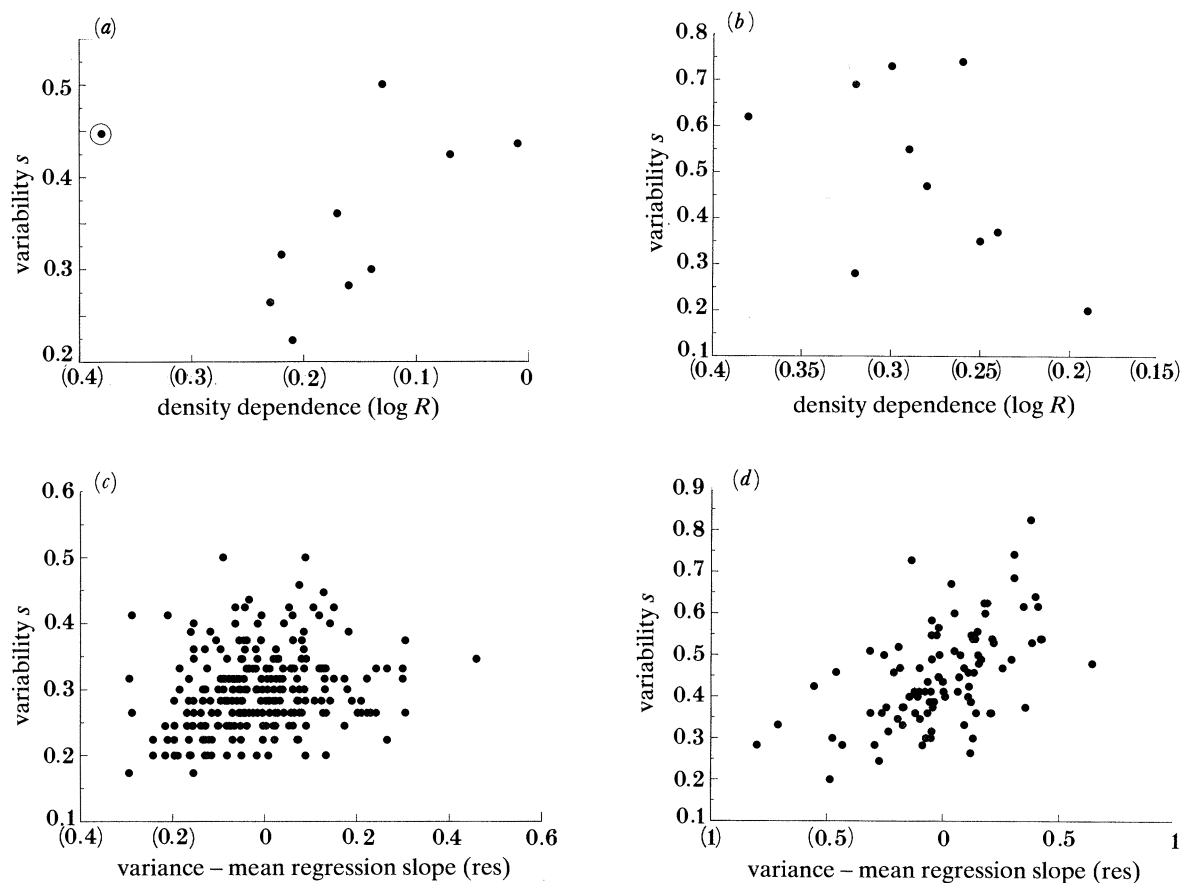 (a)
0.5
0.4
0.3
0.2
variability s
(0.4) (0.3) (0.2) (0.1) 0
density dependence (log R)
(b)
0.8
0.7
0.6
0.5
0.4
0.3
0.2
0.1
variability s
(0.4) (0.35) (0.3) (0.25) (0.2) (0.15)
density dependence (log R)
(c)
0.6
0.5
0.4
0.3
0.2
0.1
variability s
(0.4) (0.2) 0 0.2 0.4 0.6
variance – mean regression slope (res)
(d)
0.9
0.8
0.7
0.6
0.5
0.4
0.3
0.2
0.1
variability s
(1) (0.5) 0 0.5 1
variance – mean regression slope (res)